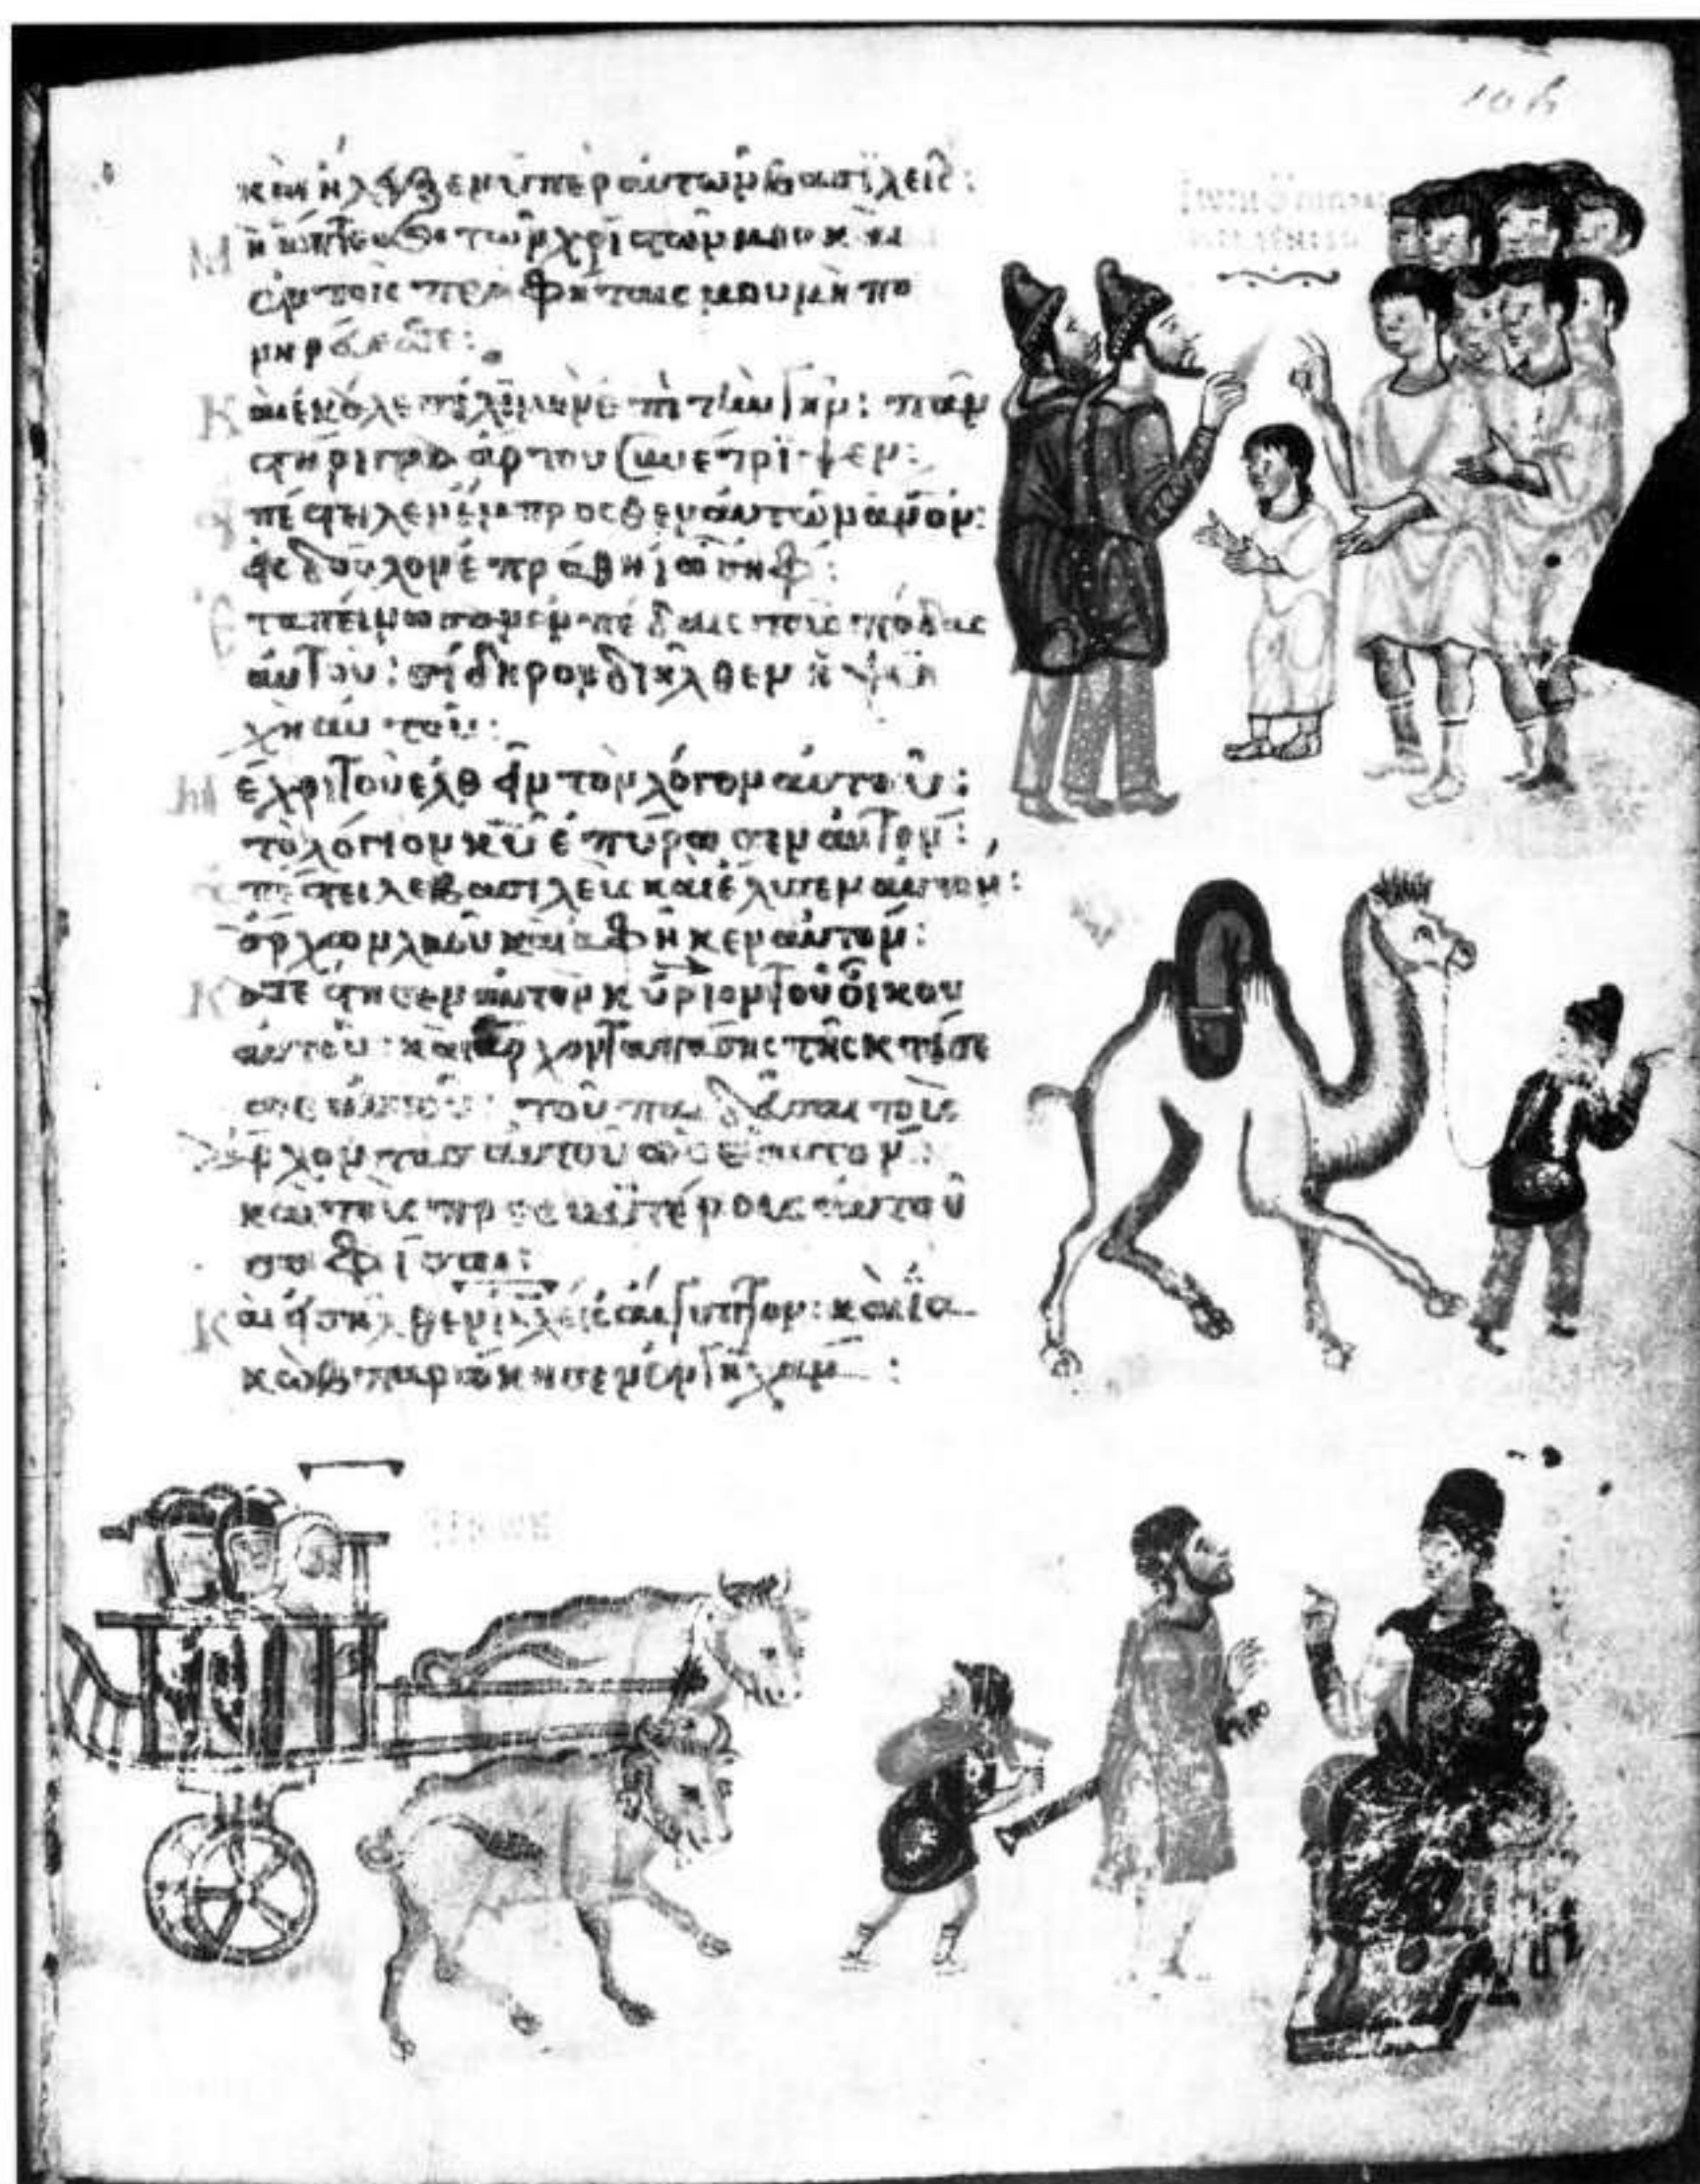 106
καὶ ἤλεγξεν ὑπὲρ αὐτῶν βασιλεῖς:
Μὴ ἅπτεσθε τῶν χριστῶν μου καὶ
ἐν τοῖς προφήταις μου μὴ πο
νηρεύεσθε:
Καὶ ἐκάλεσε λιμὸν ἐπὶ τὴν γῆν: πᾶν
στήριγμα ἄρτου συνέτριψεν:
ἀπέστειλεν ἔμπροσθεν αὐτῶν ἄνον:
εἰς δοῦλον ἐπράθη ἰωσήφ:
Ἐταπείνωσαν ἐν πέδαις τοὺς πόδας
αὐτοῦ: σίδηρον διῆλθεν ἡ ψυ
χὴ αὐτοῦ:
Μέχρι τοῦ ἐλθεῖν τὸν λόγον αὐτοῦ:
τὸ λόγιον κῦ ἐπύρωσεν αὐτόν:
ἀπέστειλε βασιλεὺς καὶ ἔλυσεν αὐτόν:
ἄρχων λαοῦ καὶ ἀφῆκεν αὐτόν:
Κατέστησεν αὐτὸν κύριον τοῦ οἴκου
αὐτοῦ: καὶ ἄρχοντα πάσης τῆς κτήσε
ως αὐτοῦ: τοῦ παιδεῦσαι τοὺς
ἄρχοντας αὐτοῦ ὡς ἑαυτόν:
καὶ τοὺς πρεσβυτέρους αὐτοῦ
σοφίσαι:
Καὶ εἰσῆλθεν ιηλ εἰς αἴγυπτον: καὶ ἰα
κὼβ παρῴκησεν ἐν γῆ χαμ: